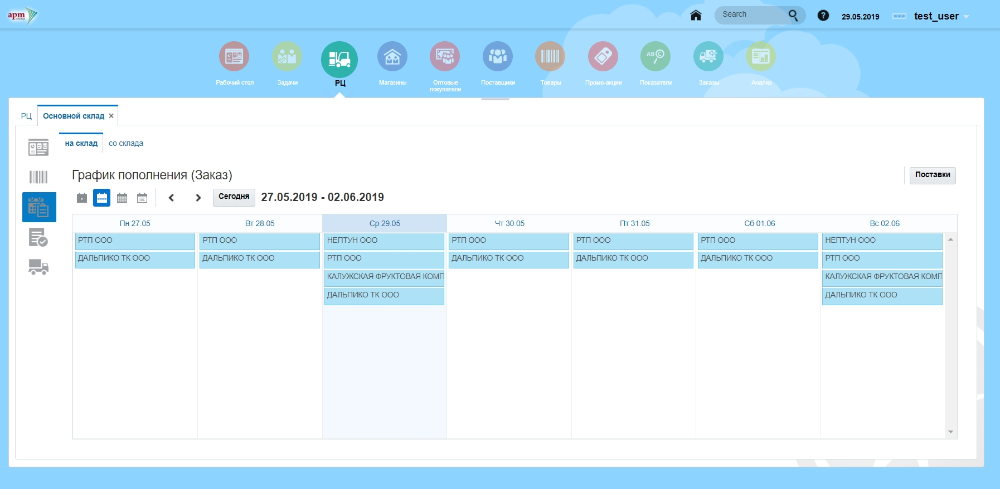 apm
technology
Search
?
29.05.2019
test_user
Рабочий стол
Задачи
РЦ
Магазины
Оптовые
покупатели
Поставщики
Товары
Промо-акции
AB C
Показатели
Заказы
Анализ
РЦ
Основной склад ×
на склад
со склада
График пополнения (Заказ)
Поставки
Сегодня
27.05.2019 - 02.06.2019
Пн 27.05
Вт 28.05
Ср 29.05
Чт 30.05
Пт 31.05
Сб 01.06
Вс 02.06
РТП ООО
ДАЛЬПИКО ТК ООО
РТП ООО
ДАЛЬПИКО ТК ООО
НЕПТУН ООО
РТП ООО
КАЛУЖСКАЯ ФРУКТОВАЯ КОМП
ДАЛЬПИКО ТК ООО
РТП ООО
ДАЛЬПИКО ТК ООО
РТП ООО
ДАЛЬПИКО ТК ООО
РТП ООО
ДАЛЬПИКО ТК ООО
НЕПТУН ООО
РТП ООО
КАЛУЖСКАЯ ФРУКТОВАЯ КОМП
ДАЛЬПИКО ТК ООО